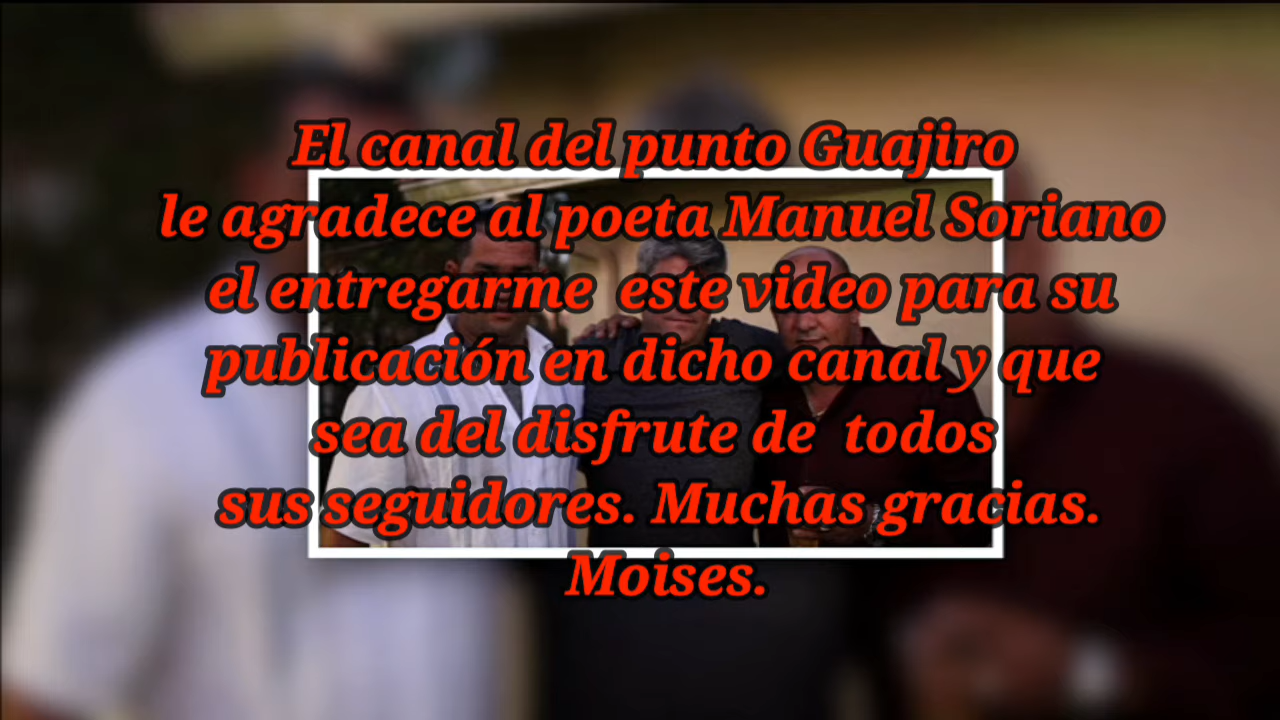 El canal del punto Guajiro
le agradece al poeta Manuel Soriano
el entregarme este video para su
publicación en dicho canal y que
sea del disfrute de todos
sus seguidores. Muchas gracias.
Moises.